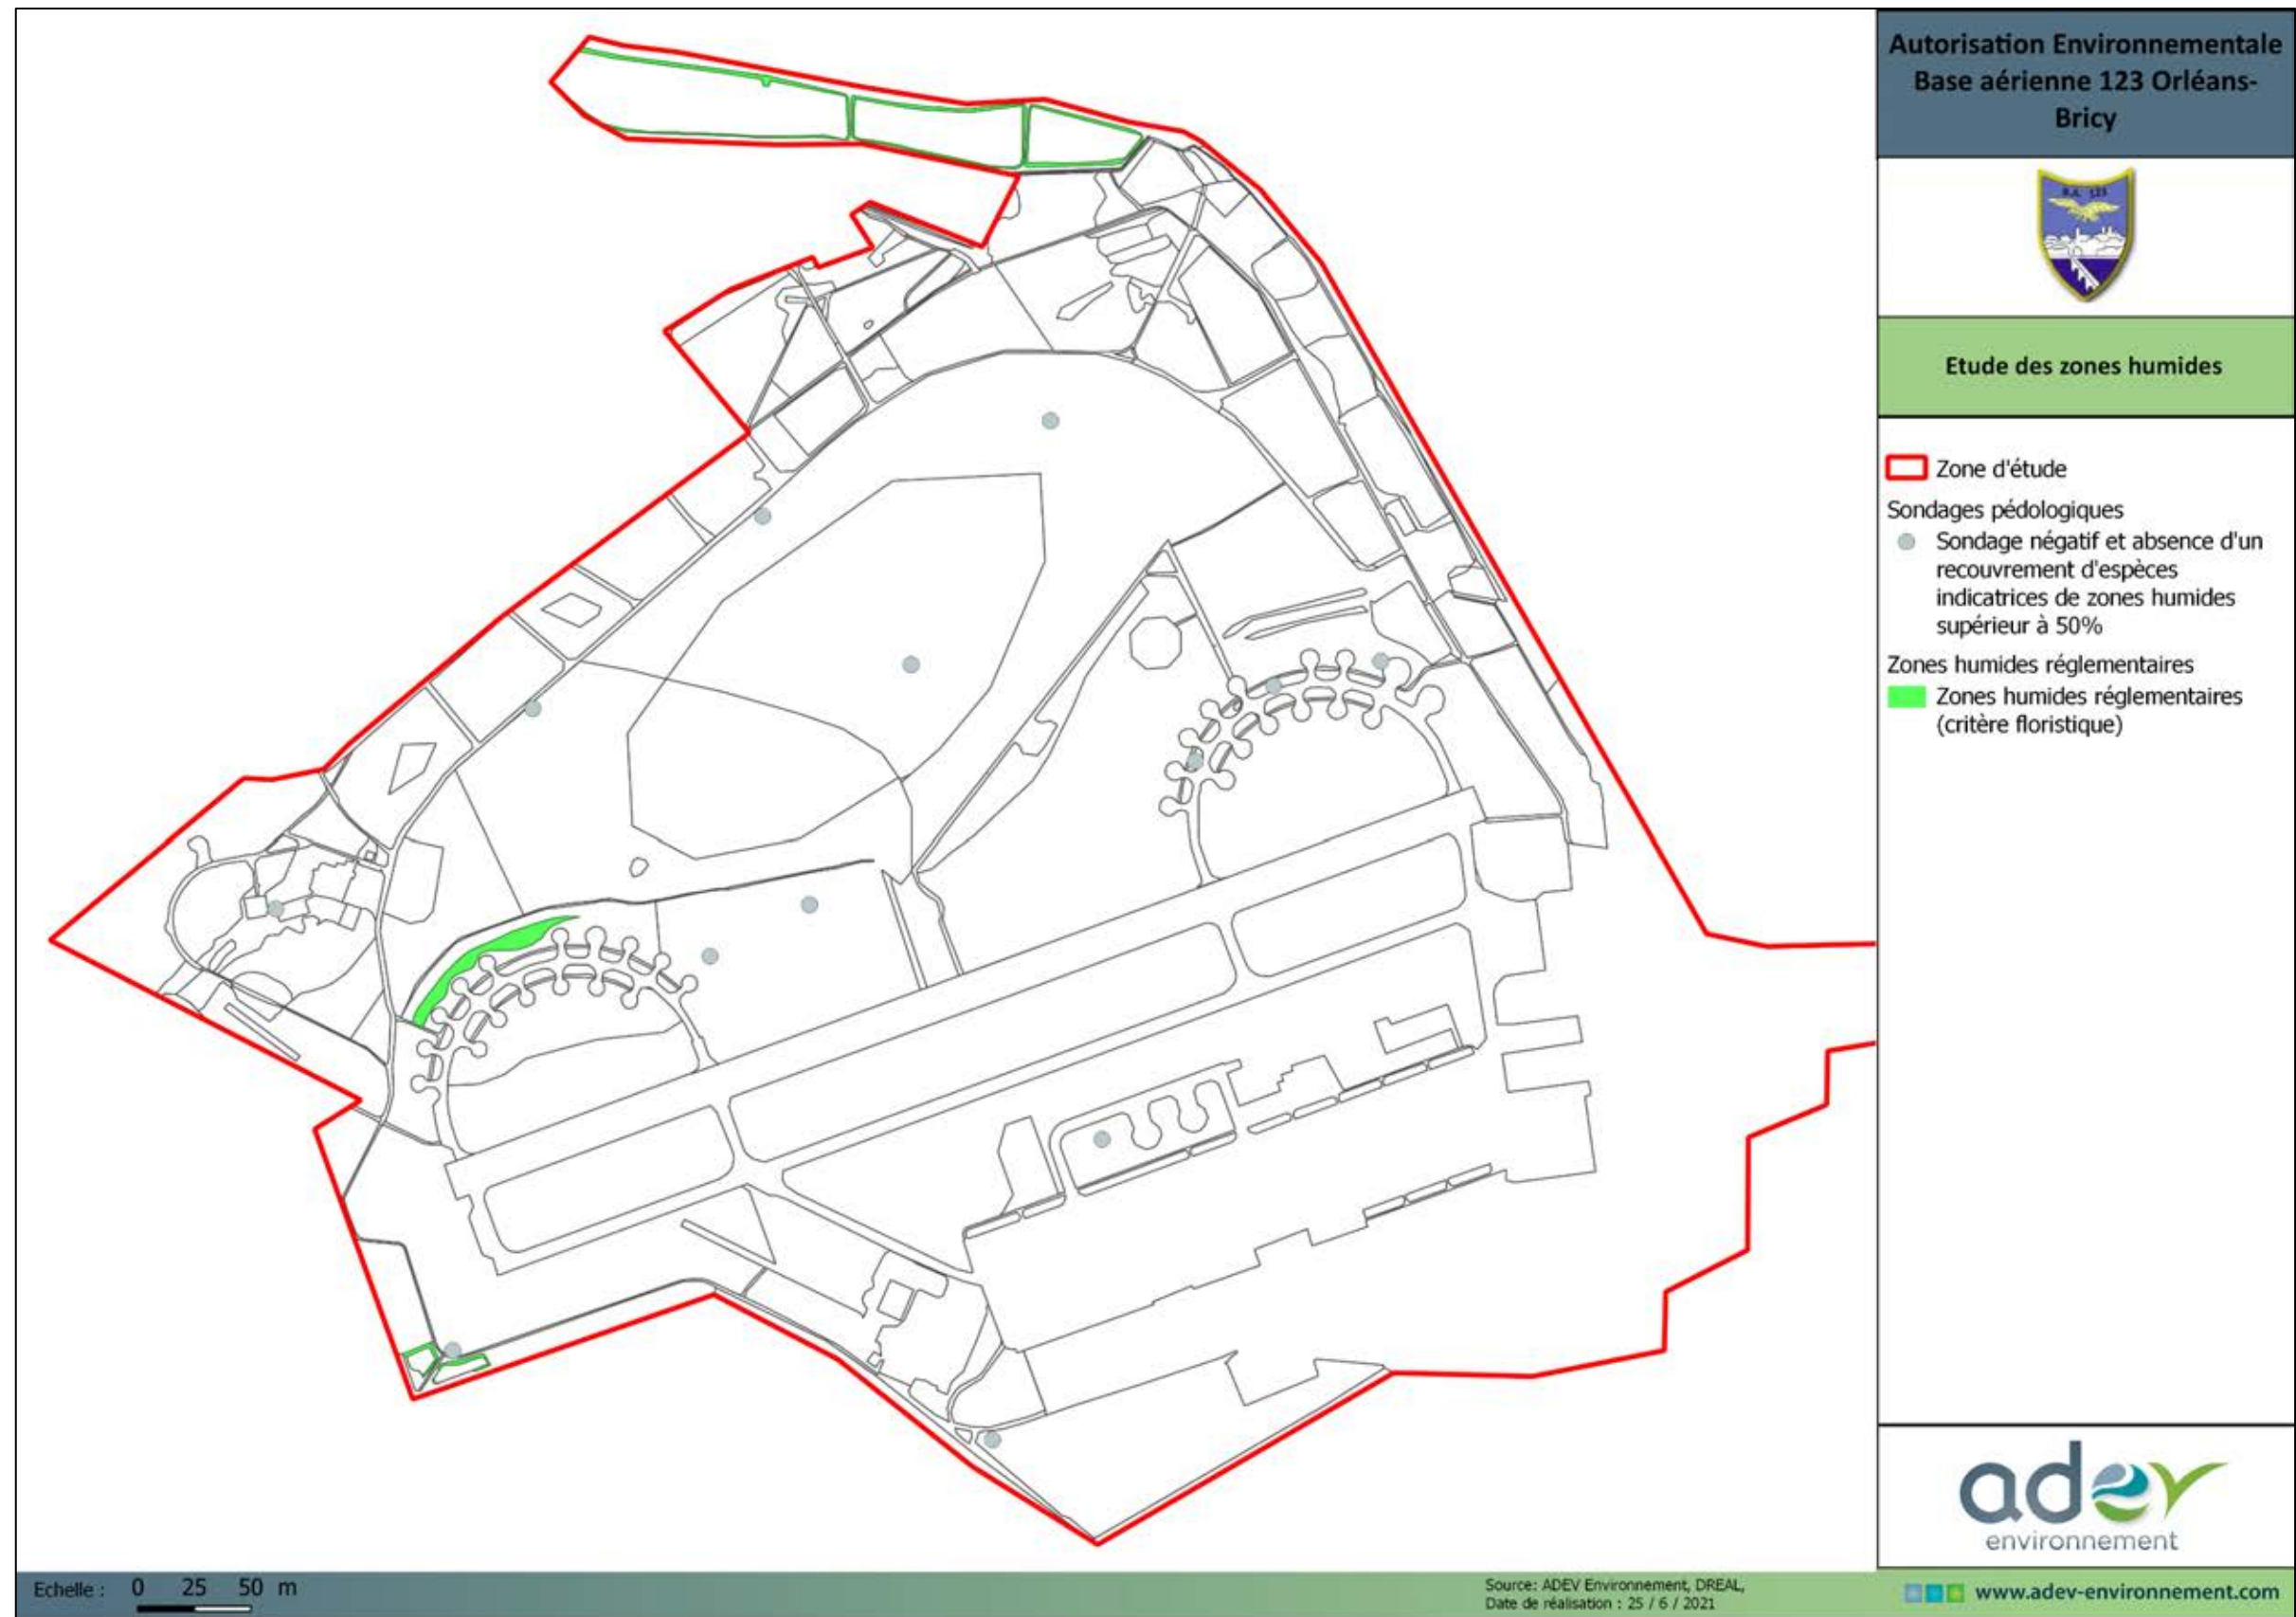 Autorisation Environnementale
Base aérienne 123 Orléans-
Bricy
B.A. 123
Etude des zones humides
Zone d'étude
Sondages pédologiques
Sondage négatif et absence d'un
recouvrement d'espèces
indicatrices de zones humides
supérieur à 50%
Zones humides réglementaires
Zones humides réglementaires
(critère floristique)
adev
environnement
Echelle : 0 25 50 m
Source: ADEV Environnement, DREAL,
Date de réalisation : 25 / 6 / 2021
www.adev-environnement.com